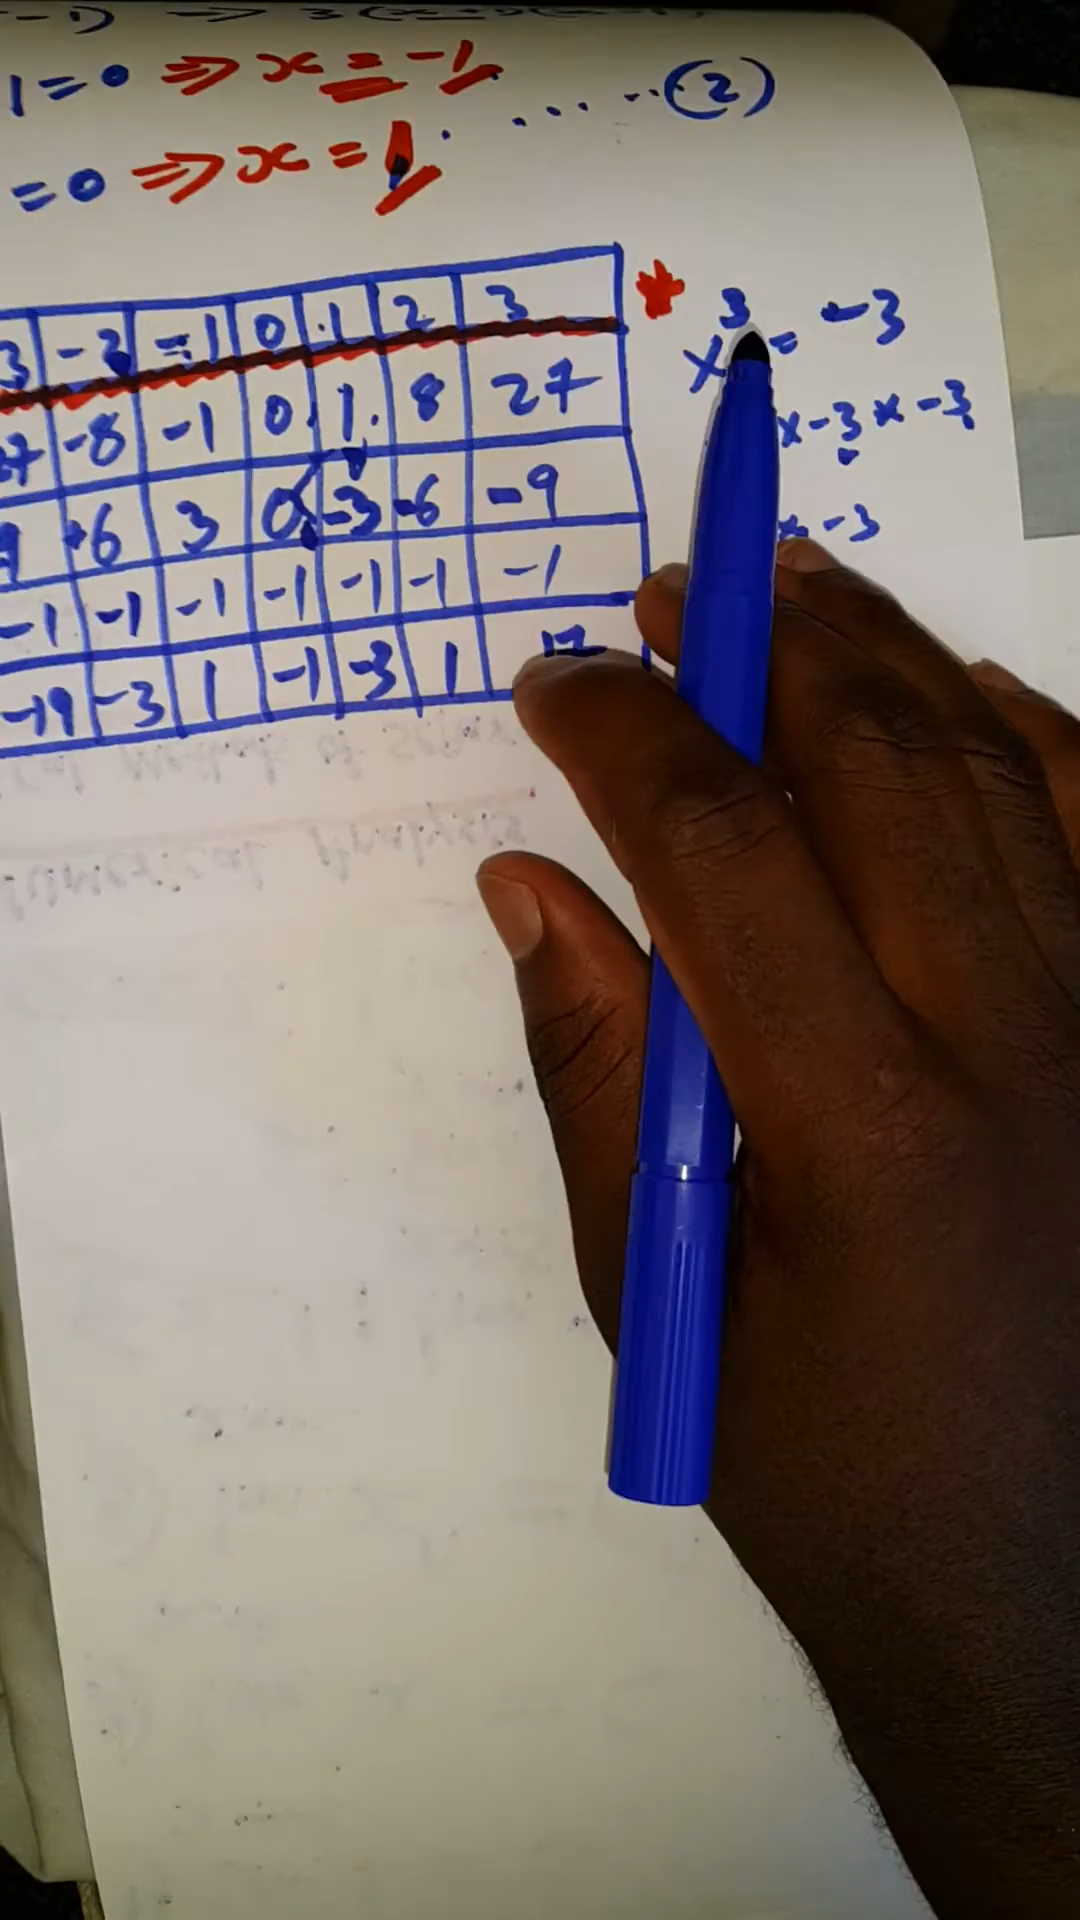 1 = 0 ⇒ x = -1
..... (2)
= 0 ⇒ x = 1
3 -2 -1 0 1 2 3
27 -8 -1 0 1 8 27
9 +6 3 0 -3 -6 -9
-1 -1 -1 -1 -1 -1 -1
-19 -3 1 -1 -3 1 17
* x³ = -3
x -3 x -3
x -3